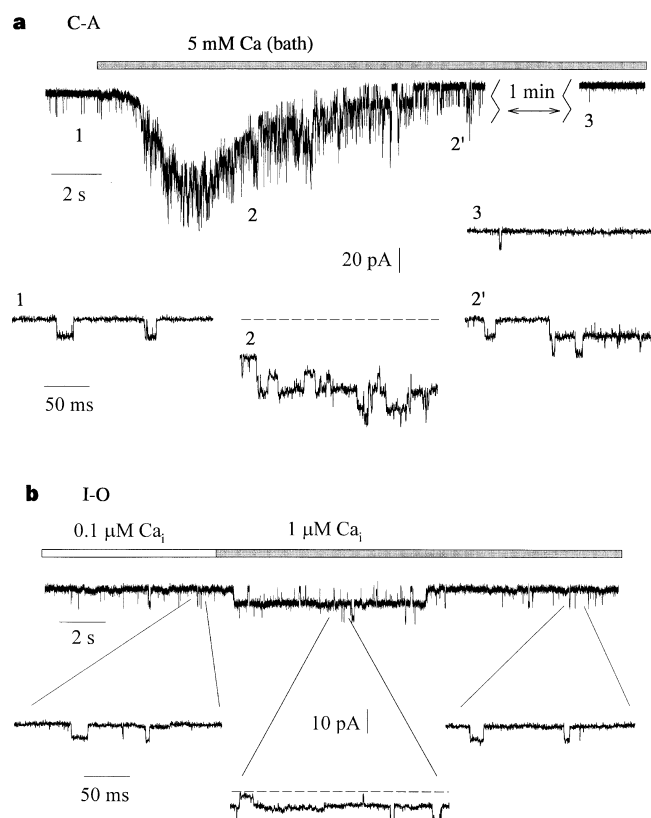 a C-A
5 mM Ca (bath)
1 min
1
2'
3
2 s
2
3
20 pA
1
2
2'
50 ms
b I-O
0.1 μM Caᵢ 1 μM Caᵢ
2 s
10 pA
50 ms